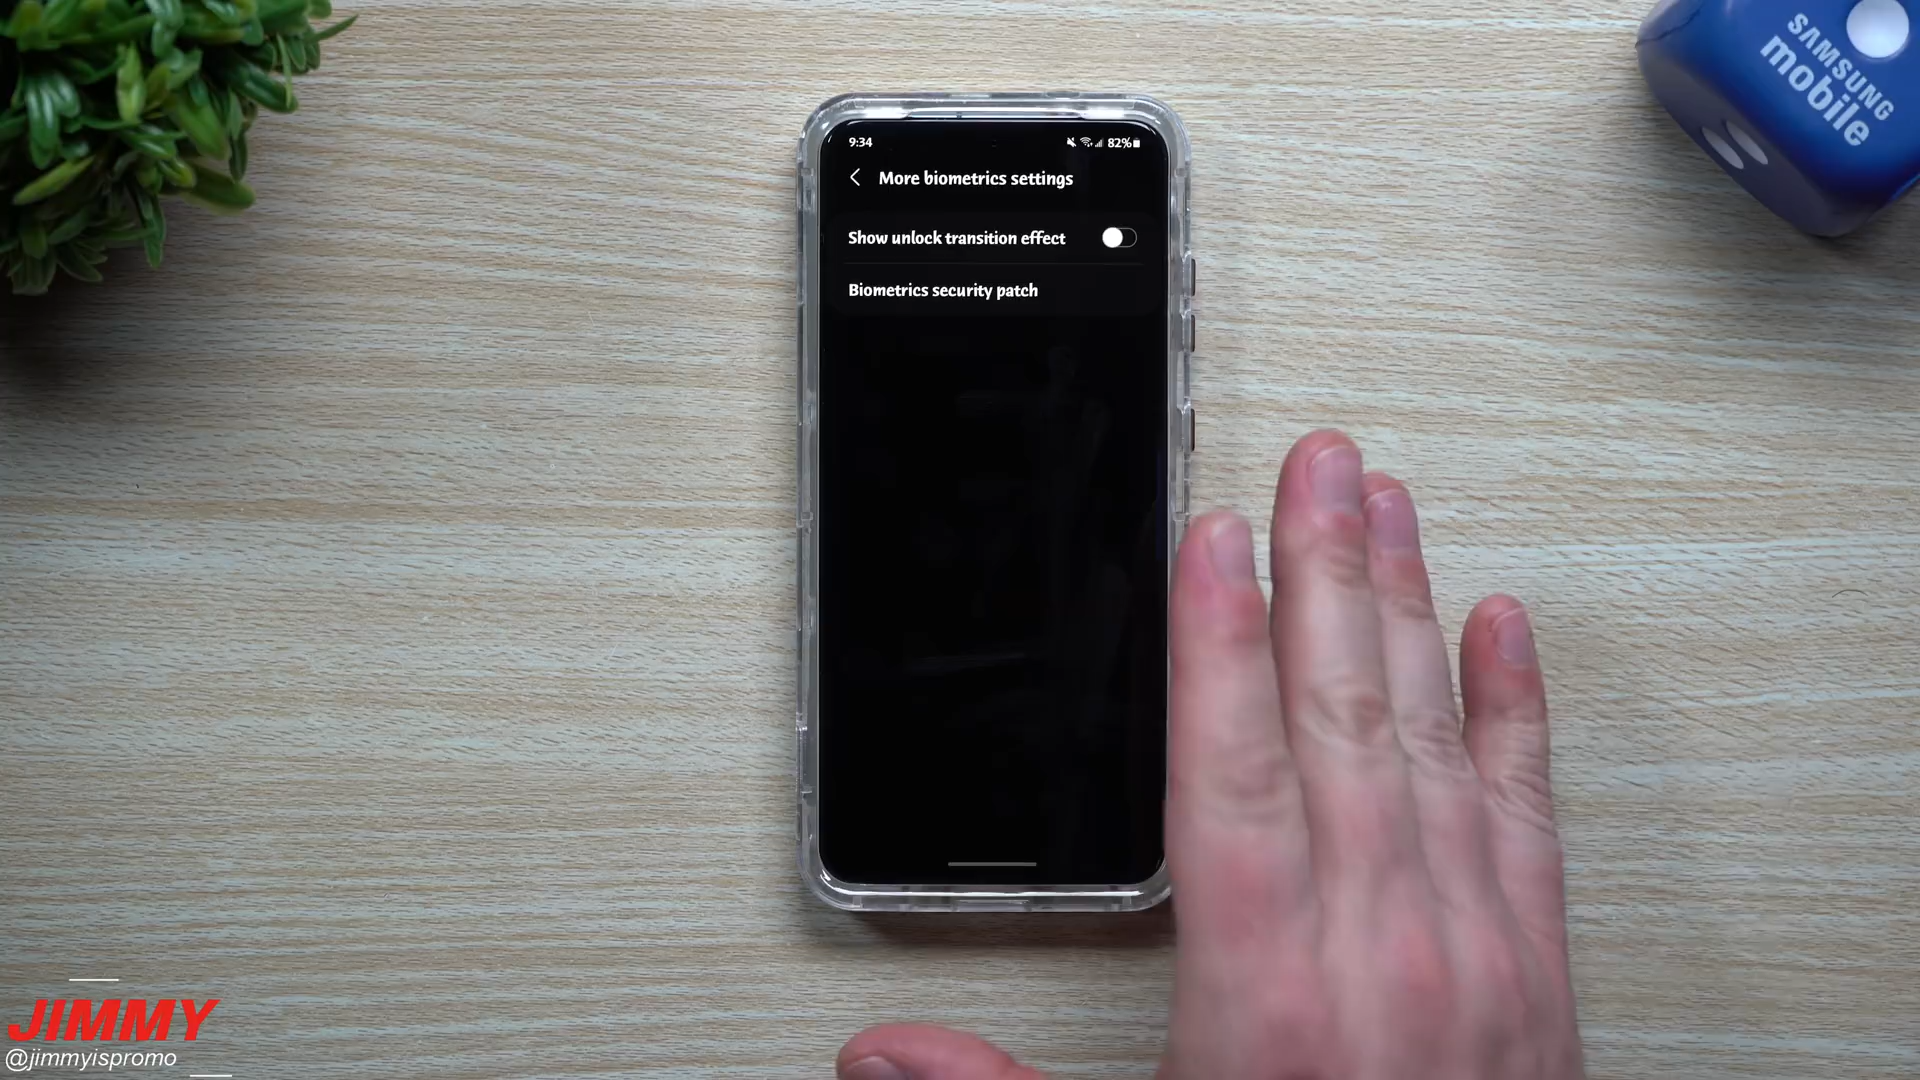 SAMSUNG
mobile
9:34
82%
More biometrics settings
Show unlock transition effect
Biometrics security patch
JIMMY
@jimmyispromo